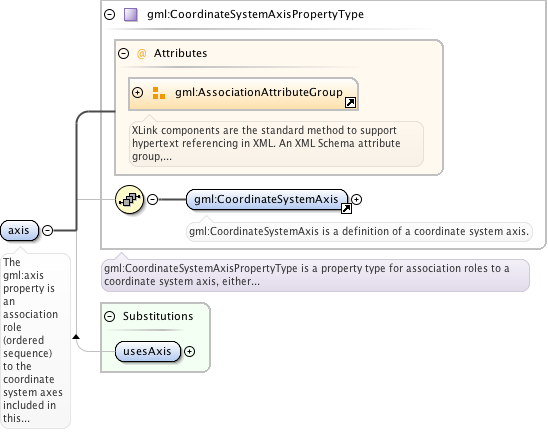 gml:CoordinateSystemAxisPropertyType
@ Attributes
gml:AssociationAttributeGroup
XLink components are the standard method to support
hypertext referencing in XML. An XML Schema attribute
group,...
gml:CoordinateSystemAxis
gml:CoordinateSystemAxis is a definition of a coordinate system axis.
axis
The
gml:axis
property is
an
association
role
(ordered
sequence)
to the
coordinate
system axes
included in
this...
gml:CoordinateSystemAxisPropertyType is a property type for association roles to a
coordinate system axis, either...
Substitutions
usesAxis